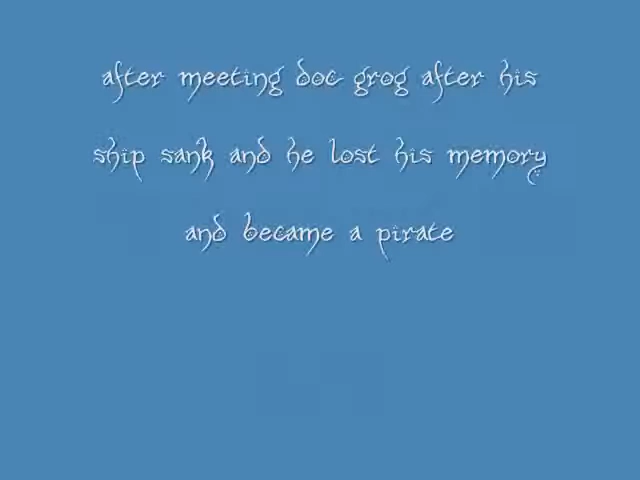 after meeting doc grog after his
ship sank and he lost his memory
and became a pirate